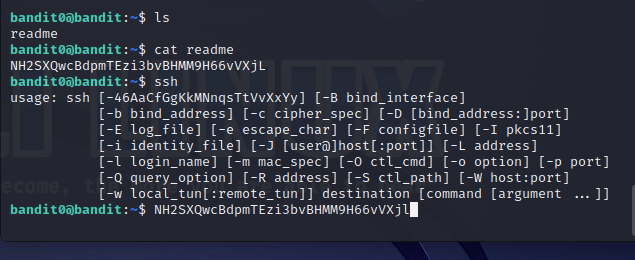 bandit0@bandit:~$ ls
readme
bandit0@bandit:~$ cat readme
NH2SXQwcBdpmTEzi3bvBHMM9H66vVXjL
bandit0@bandit:~$ ssh
usage: ssh [-46AaCfGgKkMNnqsTtVvXxYy] [-B bind_interface]
[-b bind_address] [-c cipher_spec] [-D [bind_address:]port]
[-E log_file] [-e escape_char] [-F configfile] [-I pkcs11]
[-i identity_file] [-J [user@]host[:port]] [-L address]
[-l login_name] [-m mac_spec] [-O ctl_cmd] [-o option] [-p port]
[-Q query_option] [-R address] [-S ctl_path] [-W host:port]
[-w local_tun[:remote_tun]] destination [command [argument ...]]
bandit0@bandit:~$ NH2SXQwcBdpmTEzi3bvBHMM9H66vVXjl